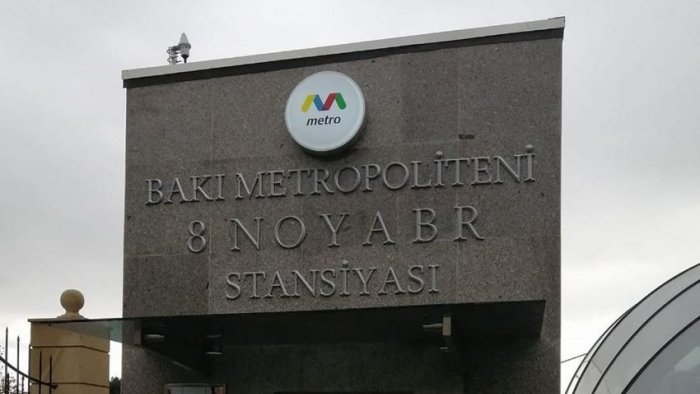 metro
BAKI METROPOLİTENİ
8 NOYABR
STANSİYASI